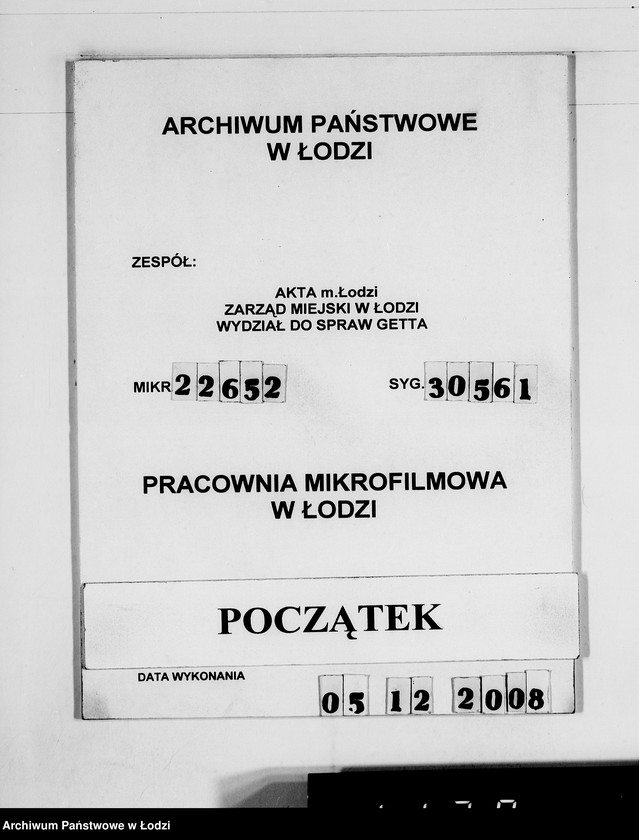 ARCHIWUM PAŃSTWOWE
W ŁODZI
ZESPÓŁ:
AKTA m.Łodzi
ZARZĄD MIEJSKI W ŁODZI
WYDZIAŁ DO SPRAW GETTA
MIKR 22652 SYG. 30561
PRACOWNIA MIKROFILMOWA
W ŁODZI
POCZĄTEK
DATA WYKONANIA 05 12 2008
Archiwum Państwowe w Łodzi